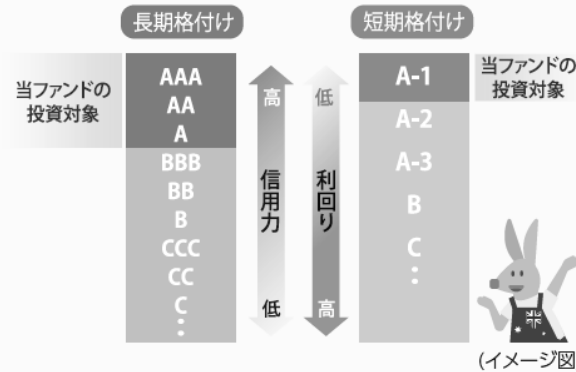 長期格付け
短期格付け
当ファンドの
投資対象
AAA
AA
A
BBB
BB
B
CCC
CC
C
:
高
信用力
低
低
利回り
高
A-1
A-2
A-3
B
C
:
当ファンドの
投資対象
(イメージ図